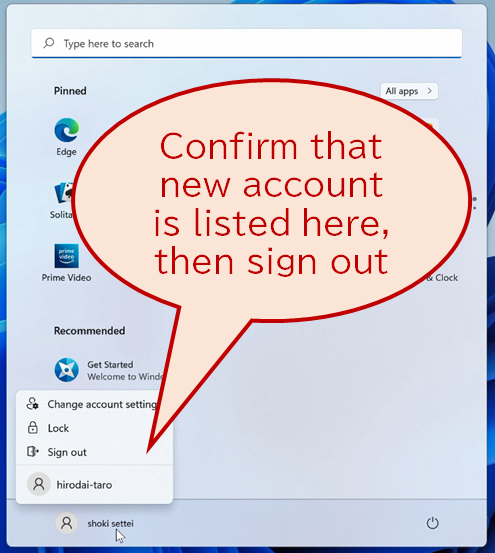 Type here to search
Pinned
All apps
Edge
Confirm that
new account
is listed here,
then sign out
Solita
prime video
Prime Video
& Clock
Recommended
Get Started
Welcome to Wind
Change account setting
Lock
Sign out
hirodai-taro
shoki settei